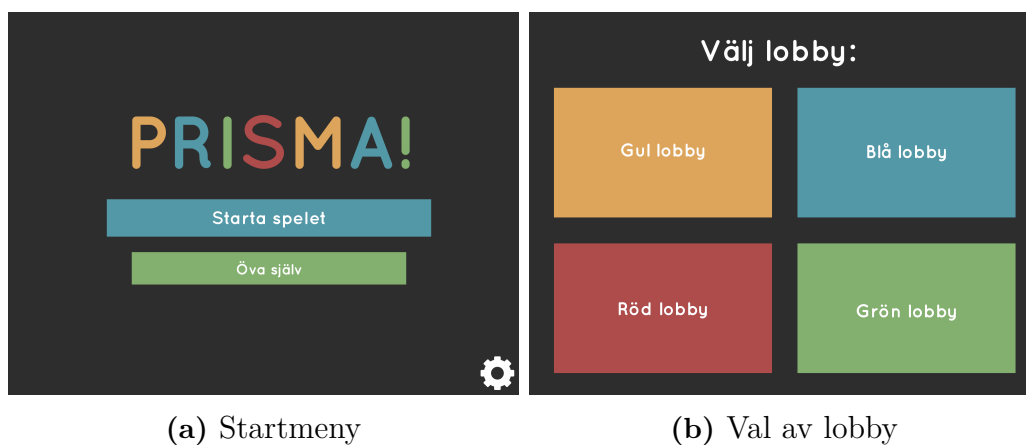 PRISMA!
Starta spelet
Öva själv
(a) Startmeny
Välj lobby:
Gul lobby
Blå lobby
Röd lobby
Grön lobby
(b) Val av lobby